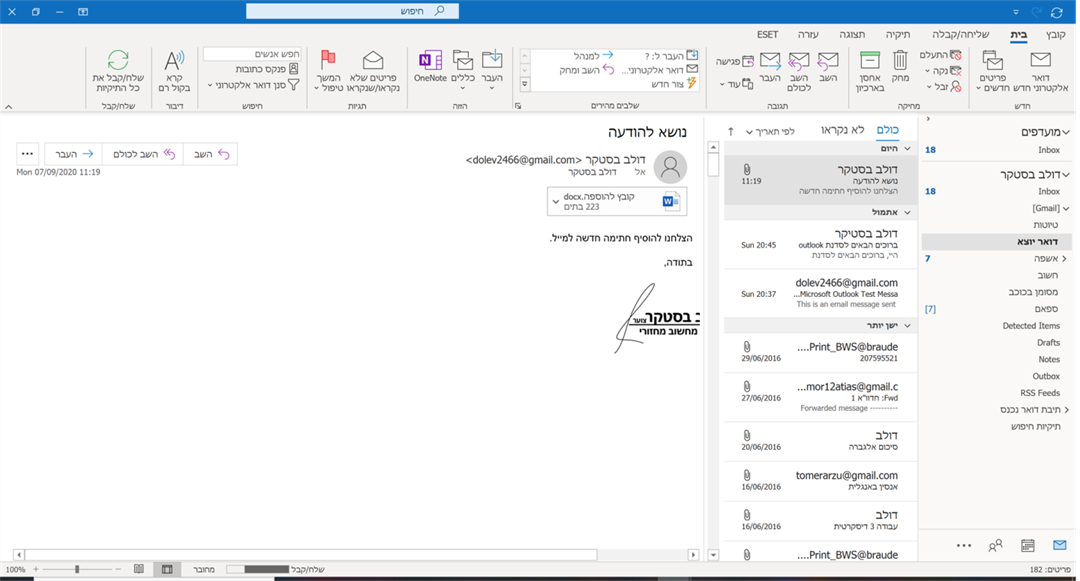 חיפוש
קובץ
בית
שליחה/קבלה
תיקיה
תצוגה
עזרה
ESET
דואר
אלקטרוני חדש
פריטים
חדשים
חדש
התעלם
נקה
זבל
מחק
אחסן
בארכיון
מחיקה
השב
השב
לכולם
העבר
פגישה
עוד
תגובה
העבר ל: ?
דואר אלקטרוני...
צור חדש
למנהל
השב ומחק
שלבים מהירים
העבר
כללים
OneNote
הזזה
פריטים שלא
נקראו/שנקראו
המשך
טיפול
תגיות
חפש אנשים
פנקס כתובות
סנן דואר אלקטרוני
חיפוש
קרא
בקול רם
דיבור
שלח/קבל את
כל התיקיות
שלח/קבל
מועדפים
Inbox 18
דולב בסטקר
Inbox 18
[Gmail]
טיוטות
דואר יוצא
אשפה 7
חשוב
מסומן בכוכב
ספאם [7]
Detected Items
Drafts
Notes
Outbox
RSS Feeds
תיבת דואר נכנס
תיקיות חיפוש
כולם
לא נקראו
לפי תאריך
היום
דולב בסטקר
נושא להודעה 11:19
הצלחנו להוסיף חתימה חדשה
אתמול
דולב בסטיקר
ברוכים הבאים לסדנת outlook Sun 20:45
היי, ברוכים הבאים לסדנת
dolev2466@gmail.com
Microsoft Outlook Test Messa... Sun 20:37
This is an email message sent
ישן יותר
Print_BWS@braude....
207595521 29/06/2016
mor12atias@gmail.c...
Fwd: חדוו"א 1 27/06/2016
Forwarded message ----------
דולב
סיכום אלגברה 20/06/2016
tomerarzu@gmail.com
אנסין באנגלית 16/06/2016
דולב
עבודה 3 דיסקרטית 16/06/2016
Print_BWS@braude....
נושא להודעה
דולב בסטקר <dolev2466@gmail.com>
אל דולב בסטקר
השב
השב לכולם
העבר
Mon 07/09/2020 11:19
קובץ להוספה.docx
223 בתים
הצלחנו להוסיף חתימה חדשה למייל.
בתודה,
ב בסטקר צוער
מחשוב מחזורי
פריטים: 182
שלח/קבל
מחובר
100%